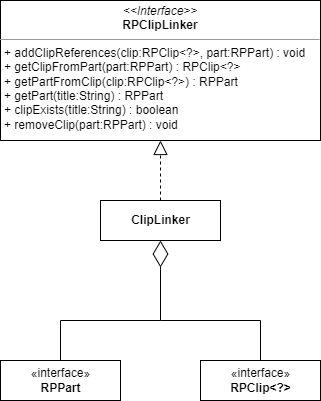 <<Interface>>
RPClipLinker
+ addClipReferences(clip:RPClip<?>, part:RPPart) : void
+ getClipFromPart(part:RPPart) : RPClip<?>
+ getPartFromClip(clip:RPClip<?>) : RPPart
+ getPart(title:String) : RPPart
+ clipExists(title:String) : boolean
+ removeClip(part:RPPart) : void
ClipLinker
«interface»
RPPart
«interface»
RPClip<?>